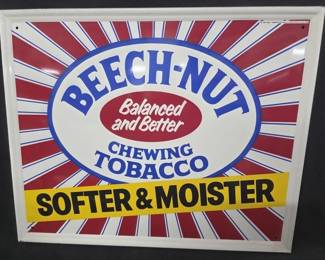 BEECH-NUT
Balanced
and Better
CHEWING
TOBACCO
SOFTER & MOISTER